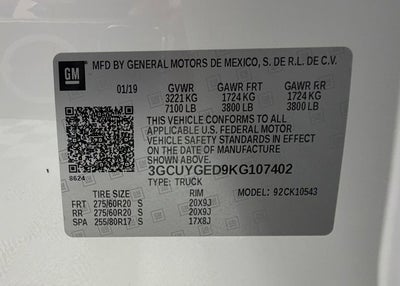 GM
MFD BY GENERAL MOTORS DE MEXICO, S. DE R.L. DE C.V.
01/19 GVWR GAWR FRT GAWR RR
3221 KG 1724 KG 1724 KG
7100 LB 3800 LB 3800 LB
THIS VEHICLE CONFORMS TO ALL
APPLICABLE U.S. FEDERAL MOTOR
VEHICLE SAFETY STANDARDS IN EFFECT
ON THE DATE OF MANUFACTURE
SHOWN ABOVE.
8624 3GCUYGED9KG107402
TYPE: TRUCK MODEL: 92CK10543
TIRE SIZE RIM
FRT 275/60R20 S 20X9J
RR 275/60R20 S 20X9J
SPA 255/80R17 S 17X8J